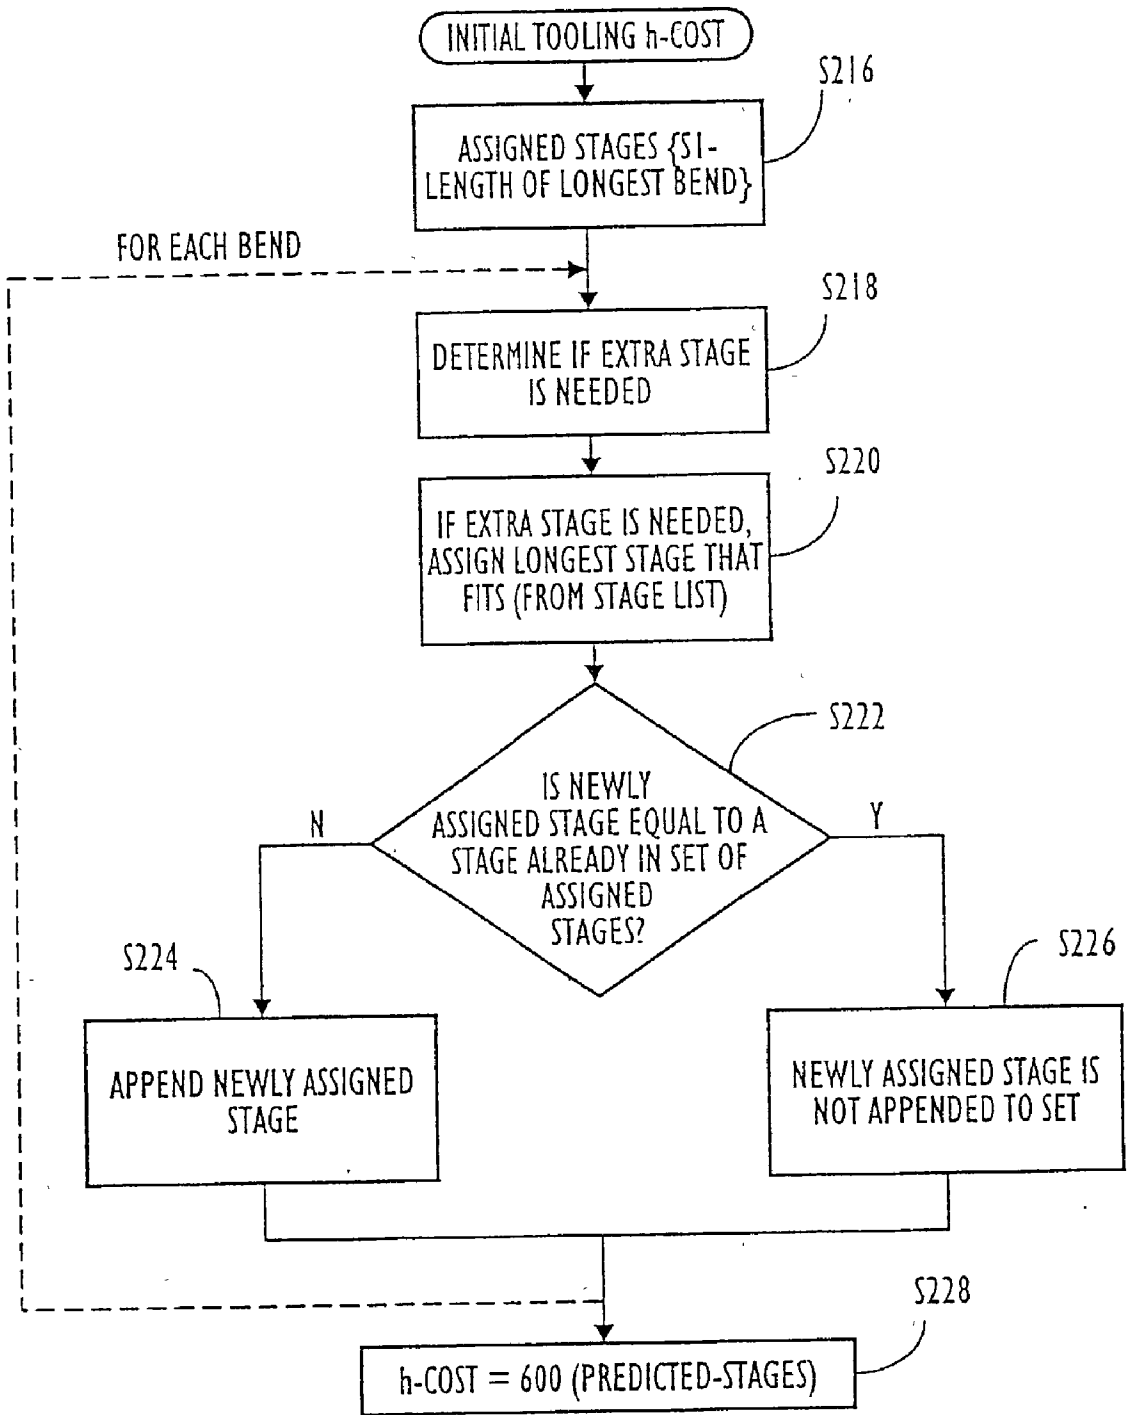 INITIAL TOOLING h-COST
S216
ASSIGNED STAGES {S1-
LENGTH OF LONGEST BEND}
FOR EACH BEND
S218
DETERMINE IF EXTRA STAGE
IS NEEDED
S220
IF EXTRA STAGE IS NEEDED,
ASSIGN LONGEST STAGE THAT
FITS (FROM STAGE LIST)
S222
IS NEWLY
ASSIGNED STAGE EQUAL TO A
STAGE ALREADY IN SET OF
ASSIGNED
STAGES?
N
Y
S224
S226
APPEND NEWLY ASSIGNED
STAGE
NEWLY ASSIGNED STAGE IS
NOT APPENDED TO SET
S228
h-COST = 600 (PREDICTED-STAGES)